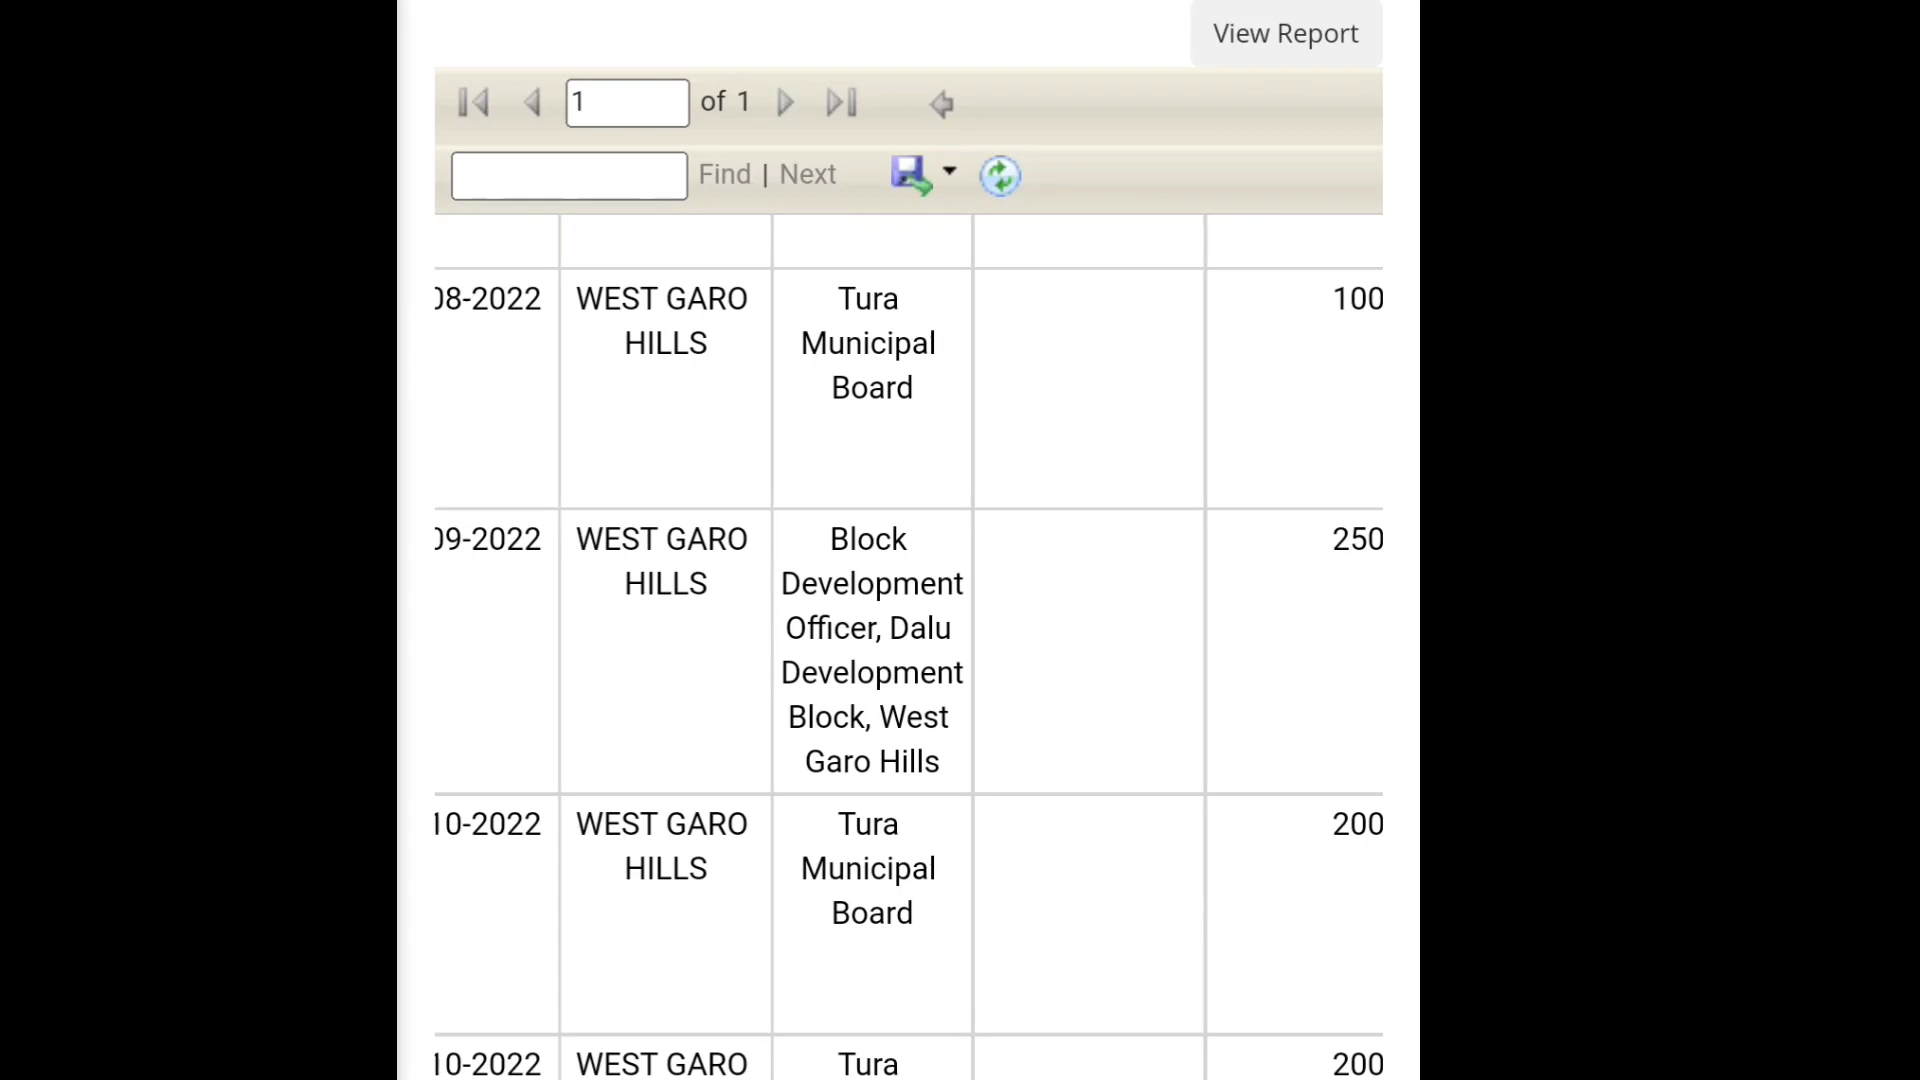 View Report
1 of 1
Find | Next
08-2022 WEST GARO HILLS Tura Municipal Board 100
09-2022 WEST GARO HILLS Block Development Officer, Dalu Development Block, West Garo Hills 250
10-2022 WEST GARO HILLS Tura Municipal Board 200
10-2022 WEST GARO Tura 200